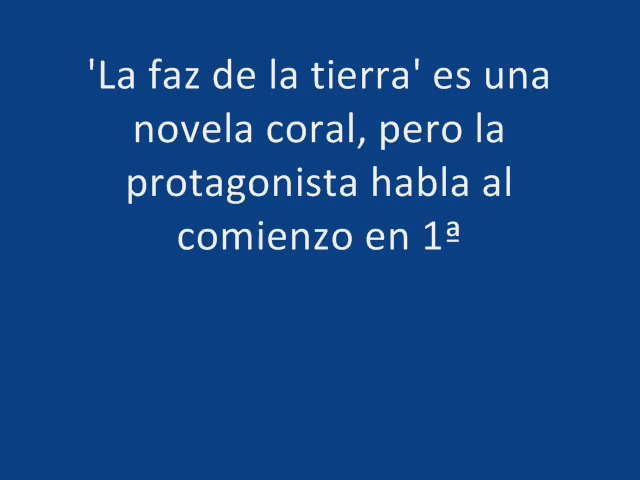 'La faz de la tierra' es una
novela coral, pero la
protagonista habla al
comienzo en 1ª